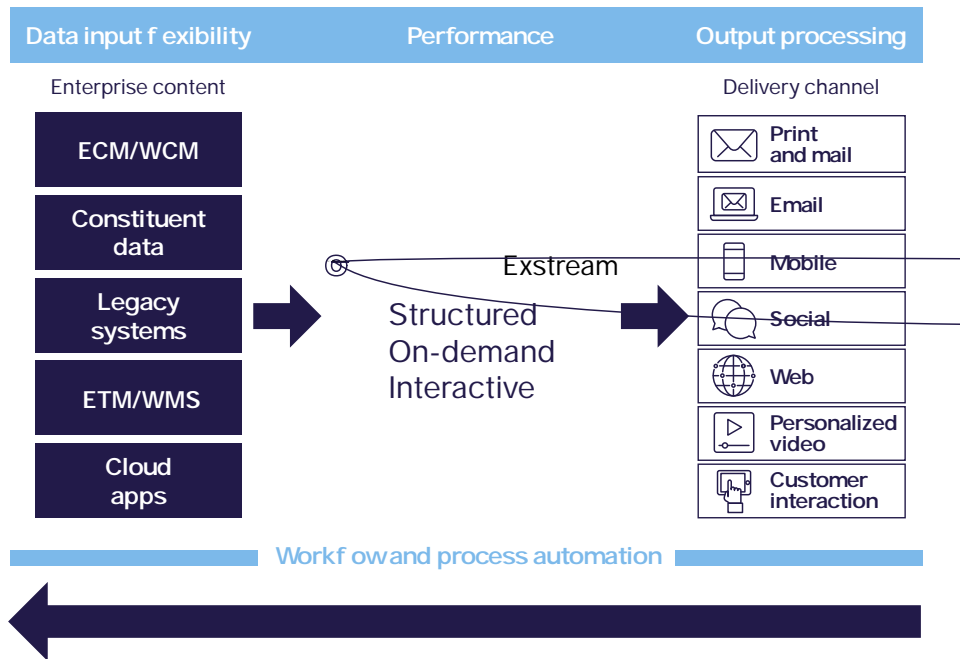 Data input f exibility
Performance
Output processing
Enterprise content
Delivery channel
ECM/WCM
Constituent
data
Legacy
systems
ETM/WMS
Cloud
apps
Exstream
Structured
On-demand
Interactive
Print
and mail
Email
Mobile
Social
Web
Personalized
video
Customer
interaction
Workf ow and process automation